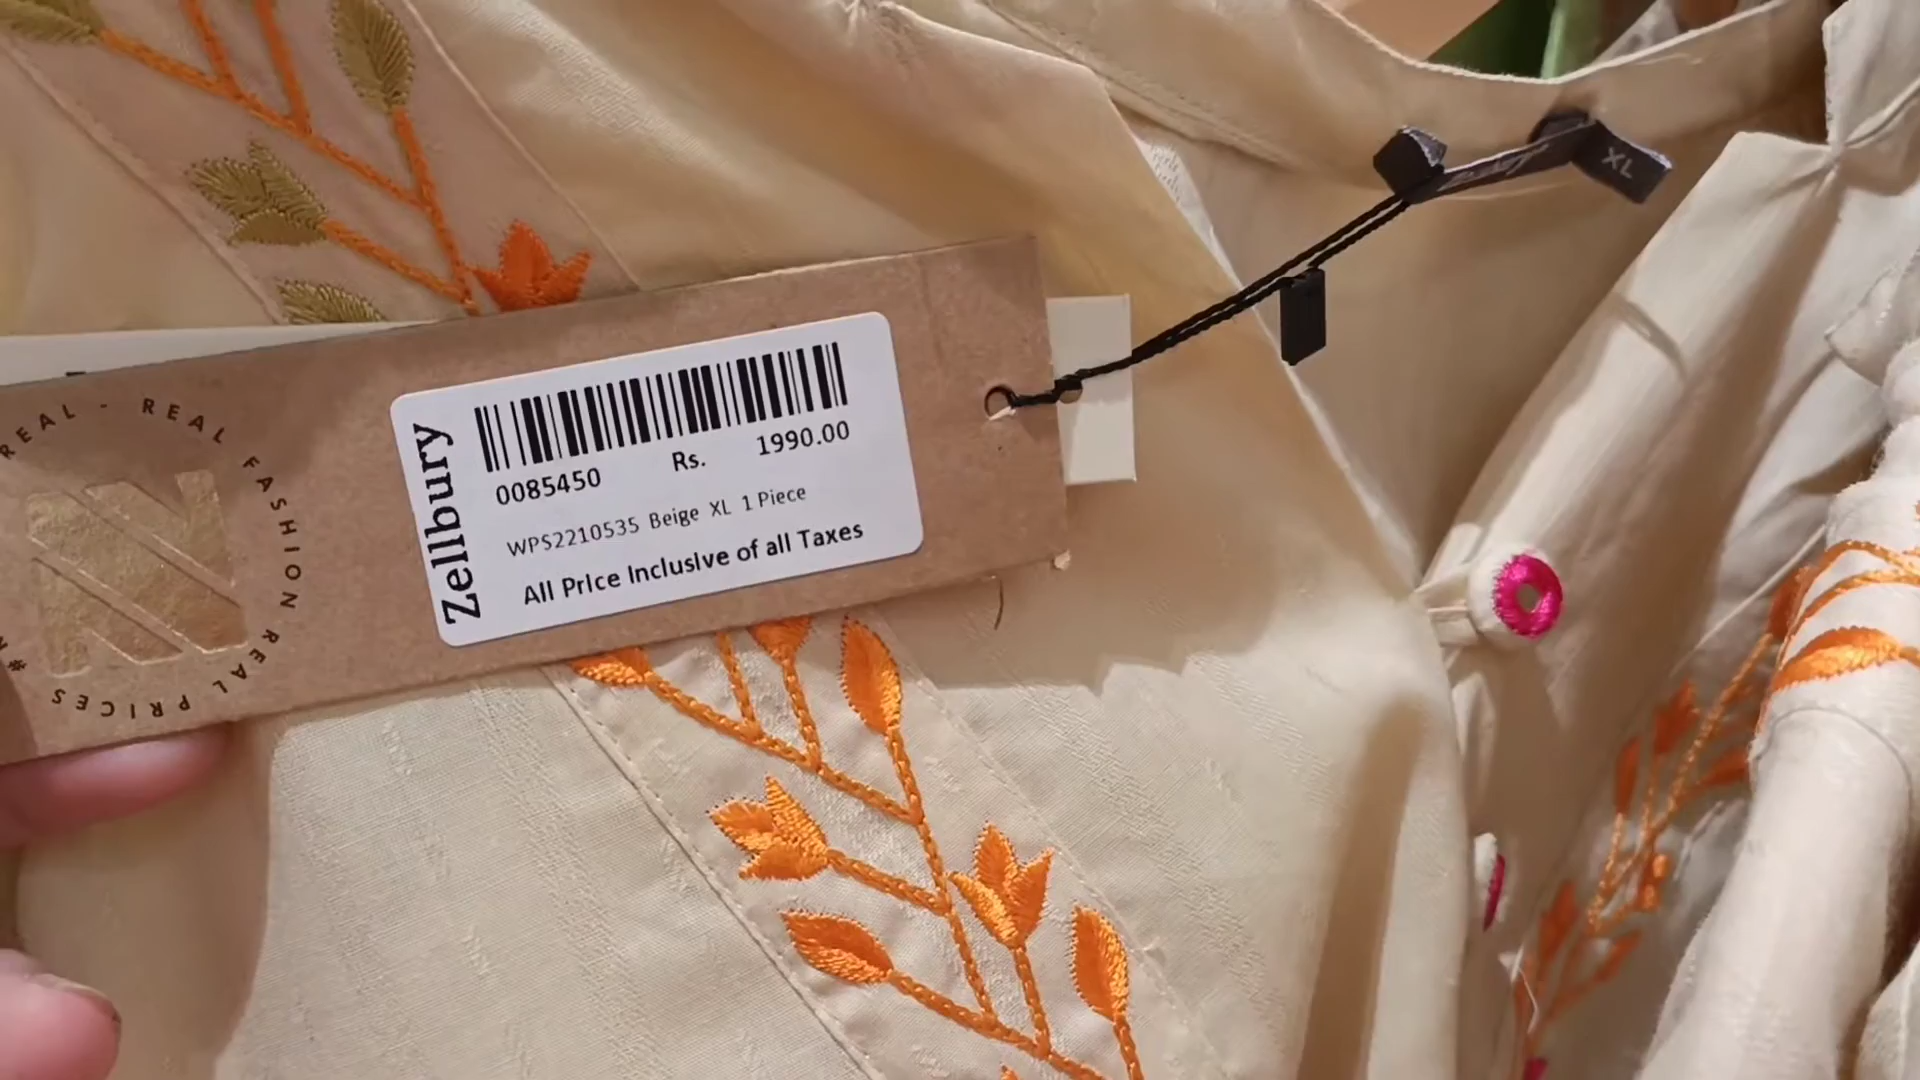 REAL - REAL FASHION REAL PRICES #
Zellbury
0085450 Rs. 1990.00
WPS2210535 Beige XL 1 Piece
All Price Inclusive of all Taxes
XL